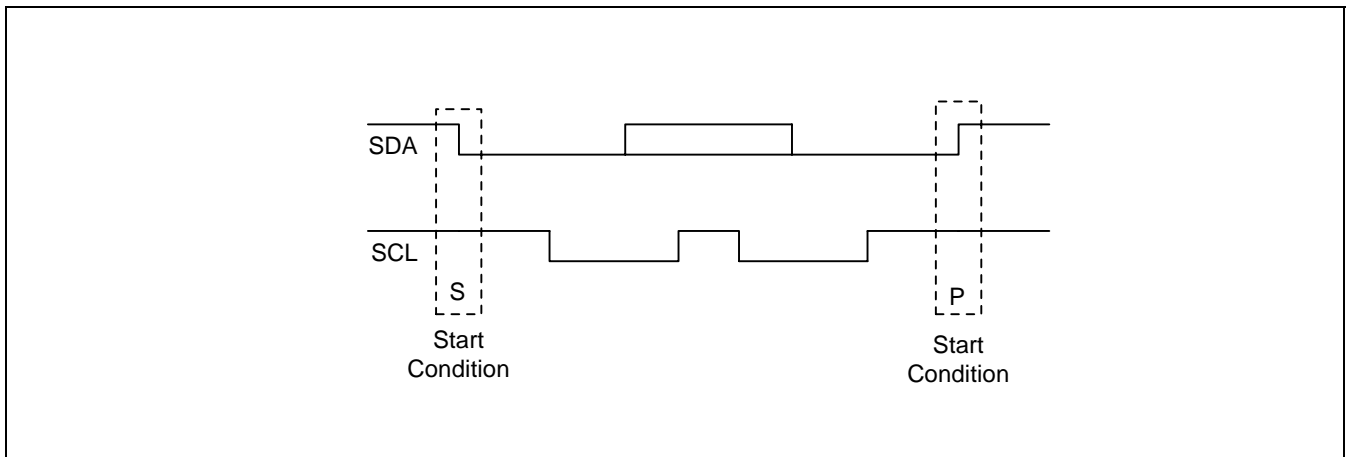 SDA
SCL
S
P
Start
Condition
Start
Condition